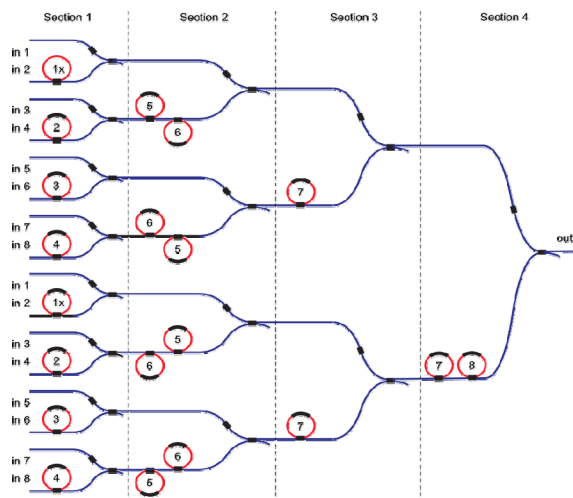 Section 1 Section 2 Section 3 Section 4
in 1
in 2 1x
in 3 5
in 4 2 6
in 5
in 6 3 7
in 7 6
in 8 4 5
out
in 1
in 2 1x
in 3 5
in 4 2 6 7 8
in 5
in 6 3 7
in 7 6
in 8 4 5